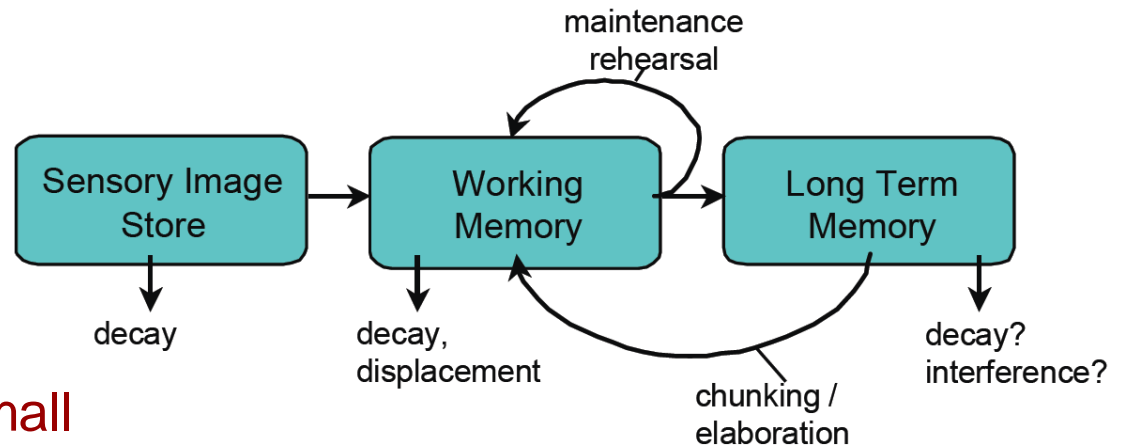 maintenance
rehearsal
Sensory Image
Store
Working
Memory
Long Term
Memory
decay
decay,
displacement
decay?
interference?
chunking /
elaboration